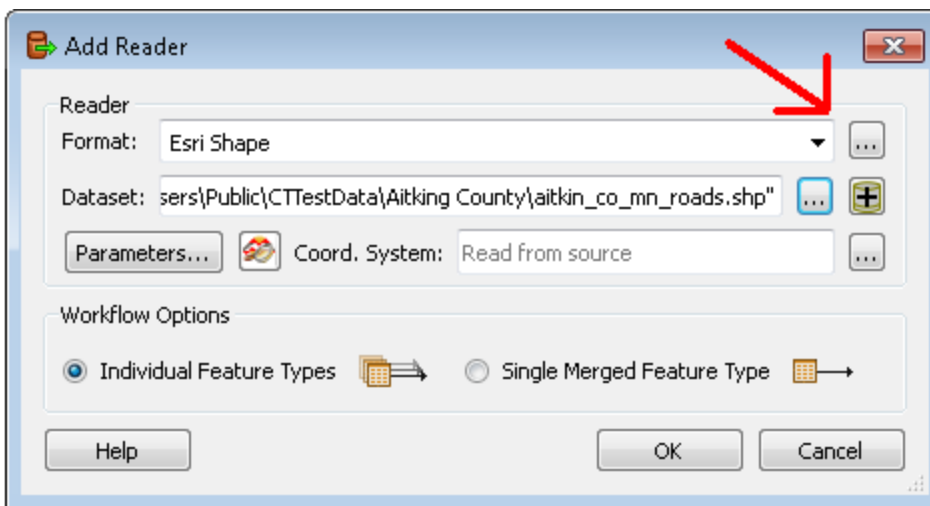 Add Reader
Reader
Format: Esri Shape ...
Dataset: sers\Public\CTTestData\Aitking County\aitkin_co_mn_roads.shp" ...
Parameters... Coord. System: Read from source ...
Workflow Options
Individual Feature Types Single Merged Feature Type
Help OK Cancel